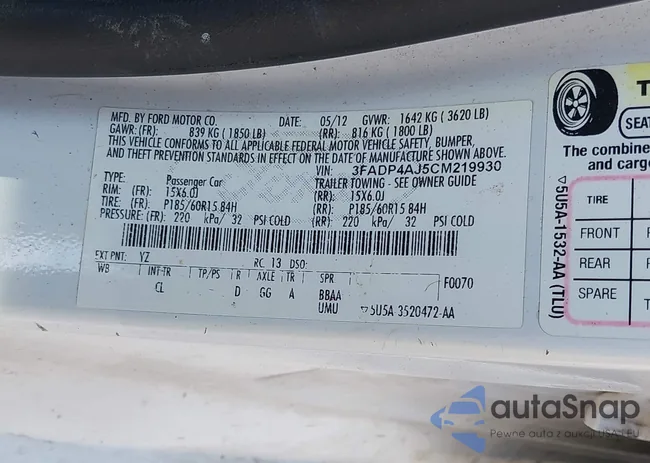 MFD. BY FORD MOTOR CO. DATE: 05/12 GVWR: 1642 KG ( 3620 LB)
GAWR: (FR): 839 KG ( 1850 LB) (RR): 816 KG ( 1800 LB)
THIS VEHICLE CONFORMS TO ALL APPLICABLE FEDERAL MOTOR VEHICLE SAFETY, BUMPER,
AND THEFT PREVENTION STANDARDS IN EFFECT ON THE DATE OF MANUFACTURE SHOWN ABOVE.
VIN: 3FADP4AJ5CM219930
TYPE: Passenger Car TRAILER TOWING - SEE OWNER GUIDE
RIM: (FR): 15X6.0J (RR): 15X6.0J
TIRE: (FR): P185/60R15 84H (RR): P185/60R15 84H
PRESSURE: (FR): 220 kPa/ 32 PSI COLD (RR): 220 kPa/ 32 PSI COLD
EXT PNT: YZ RC 13 DSO:
WB INT TR TP/PS R AXLE TR SPR F0070
CL D GG A BBAA
UMU ▽5U5A 3520472-AA
T
SEAT
The combine
and carg
TIRE
FRONT
REAR
SPARE
▽5U5A-1532-AA (TLU)
autoSnap
Pewne auto z aukcji USA i EU